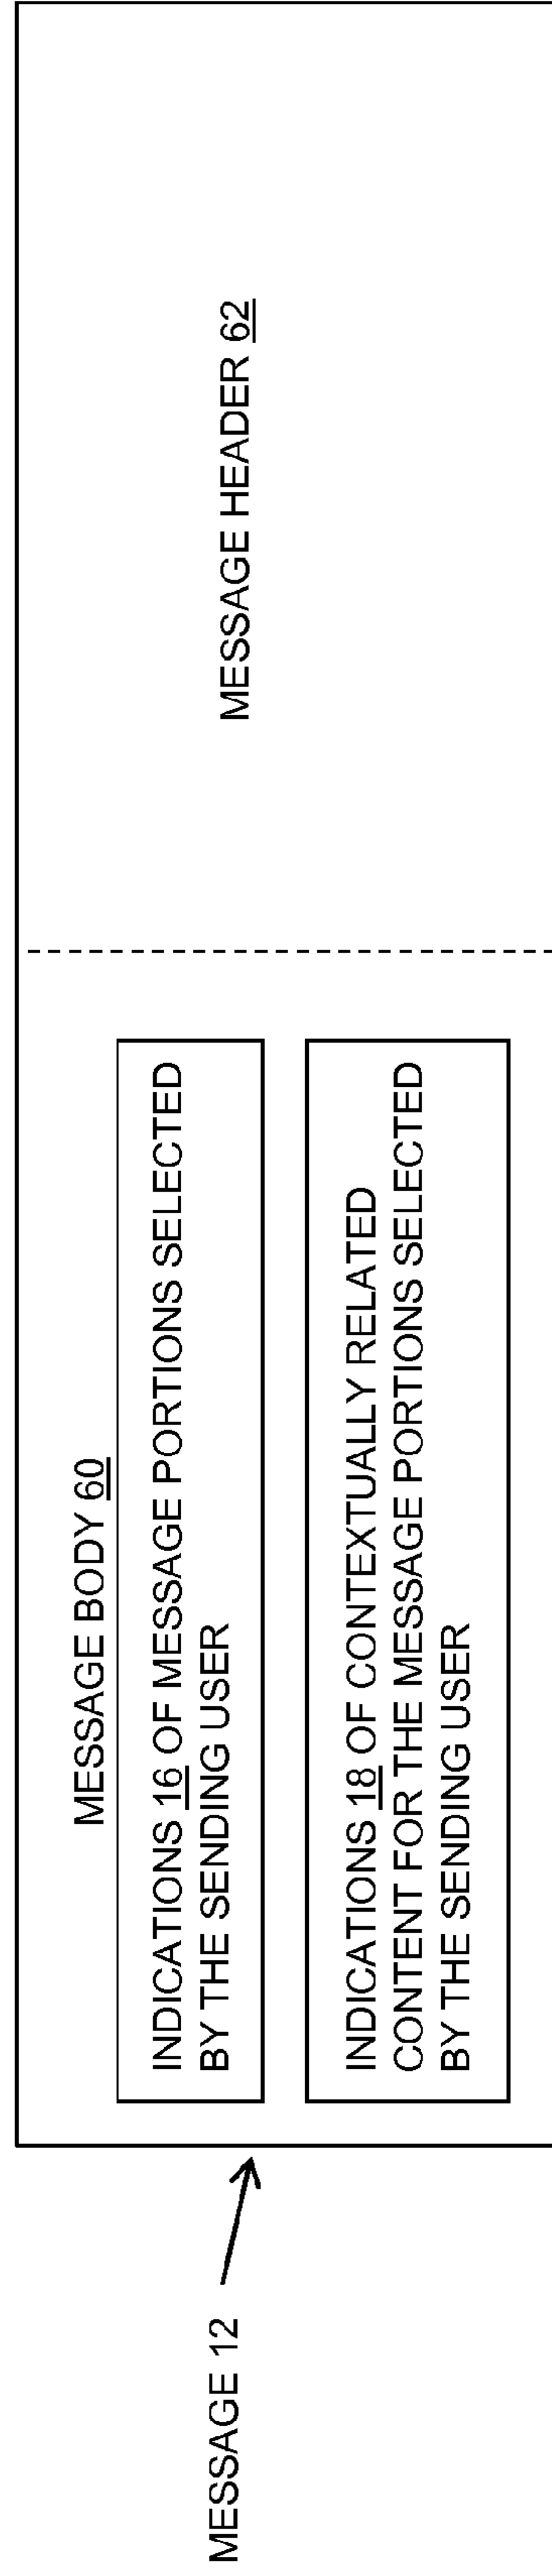 MESSAGE 12
MESSAGE BODY 60
INDICATIONS 16 OF MESSAGE PORTIONS SELECTED
BY THE SENDING USER
INDICATIONS 18 OF CONTEXTUALLY RELATED
CONTENT FOR THE MESSAGE PORTIONS SELECTED
BY THE SENDING USER
MESSAGE HEADER 62